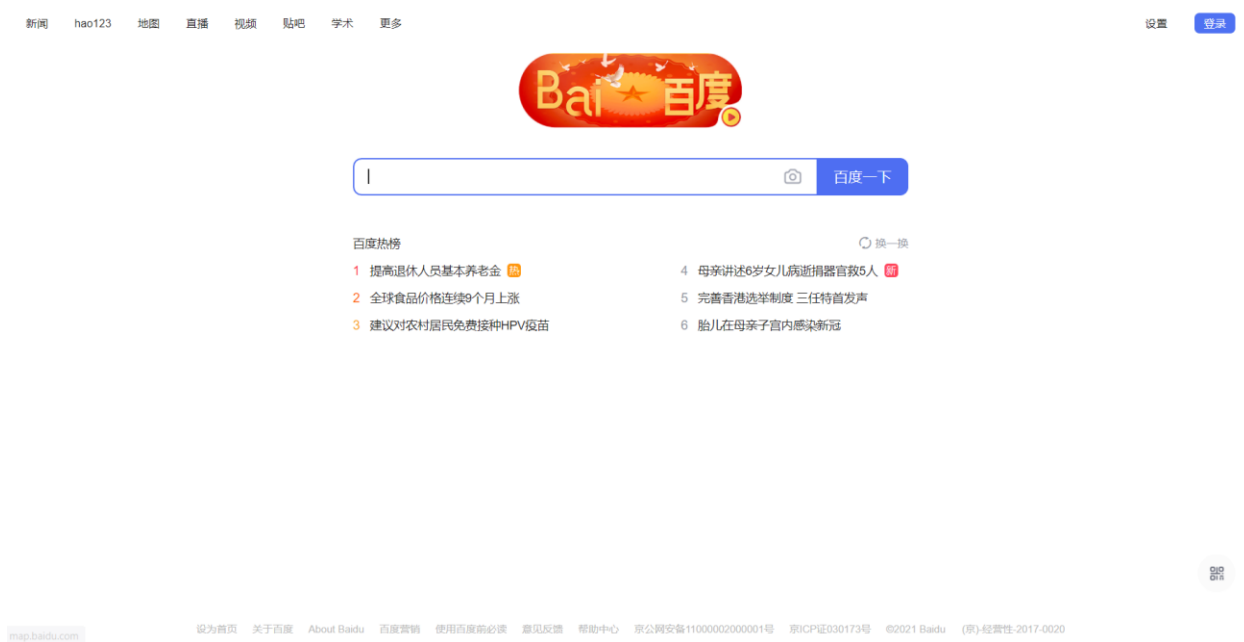 新闻 hao123 地图 直播 视频 贴吧 学术 更多 设置 登录
Bai 百度
百度一下
百度热榜 换一换
1 提高退休人员基本养老金 热
4 母亲讲述6岁女儿病逝捐器官救5人 新
2 全球食品价格连续9个月上涨
5 完善香港选举制度 三任特首发声
3 建议对农村居民免费接种HPV疫苗
6 胎儿在母亲子宫内感染新冠
设为首页 关于百度 About Baidu 百度营销 使用百度前必读 意见反馈 帮助中心 京公网安备11000002000001号 京ICP证030173号 ©2021 Baidu (京)-经营性-2017-0020
map.baidu.com